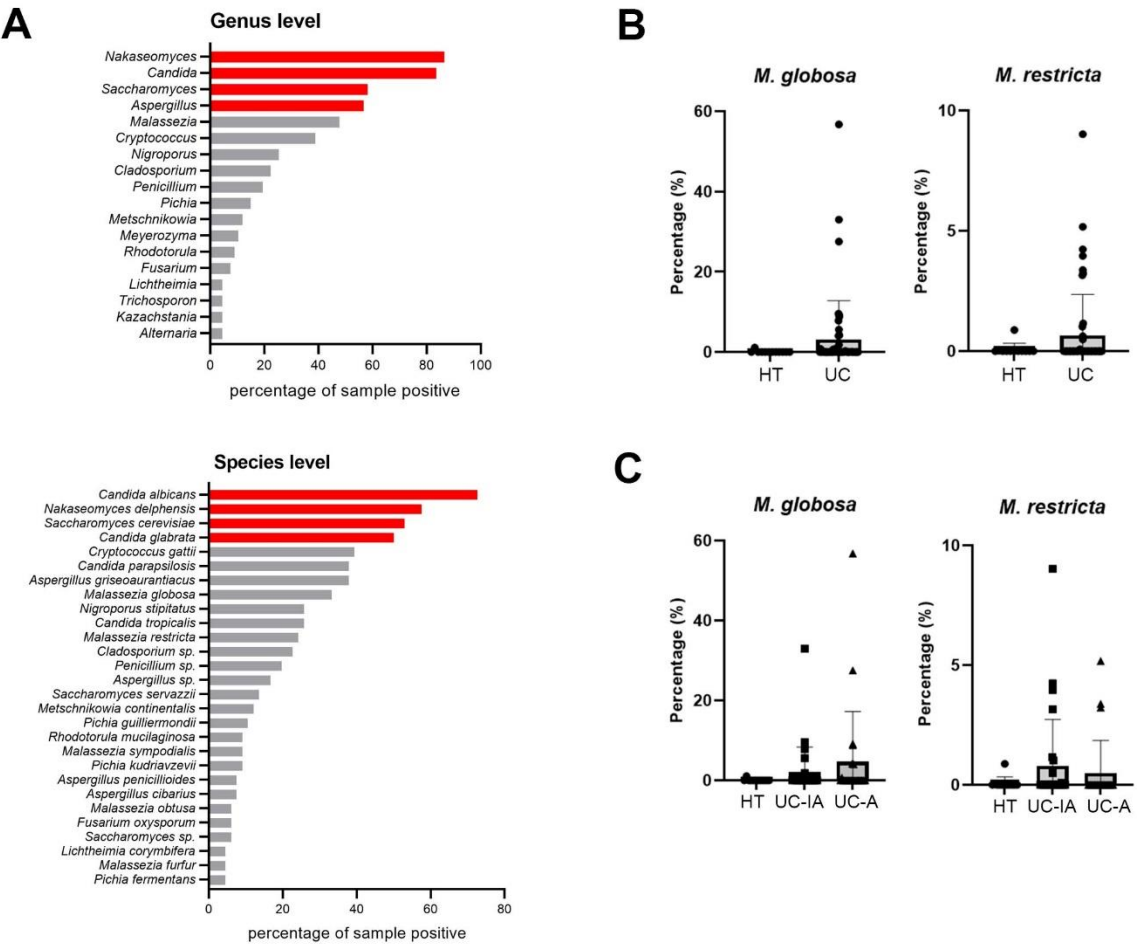 A
Genus level
Nakaseomyces
Candida
Saccharomyces
Aspergillus
Malassezia
Cryptococcus
Nigroporus
Cladosporium
Penicillium
Pichia
Metschnikowia
Meyerozyma
Rhodotorula
Fusarium
Lichtheimia
Trichosporon
Kazachstania
Alternaria
0 20 40 60 80 100
percentage of sample positive
Species level
Candida albicans
Nakaseomyces delphensis
Saccharomyces cerevisiae
Candida glabrata
Cryptococcus gattii
Candida parapsilosis
Aspergillus griseoaurantiacus
Malassezia globosa
Nigroporus stipitatus
Candida tropicalis
Malassezia restricta
Cladosporium sp.
Penicillium sp.
Aspergillus sp.
Saccharomyces servazzii
Metschnikowia continentalis
Pichia guilliermondii
Rhodotorula mucilaginosa
Malassezia sympodialis
Pichia kudriavzevii
Aspergillus penicillioides
Aspergillus cibarius
Malassezia obtusa
Fusarium oxysporum
Saccharomyces sp.
Lichtheimia corymbifera
Malassezia furfur
Pichia fermentans
0 20 40 60 80
percentage of sample positive
B
M. globosa
Percentage (%)
60
40
20
0
HT UC
M. restricta
Percentage (%)
10
5
0
HT UC
C
M. globosa
Percentage (%)
60
40
20
0
HT UC-IA UC-A
M. restricta
Percentage (%)
10
5
0
HT UC-IA UC-A